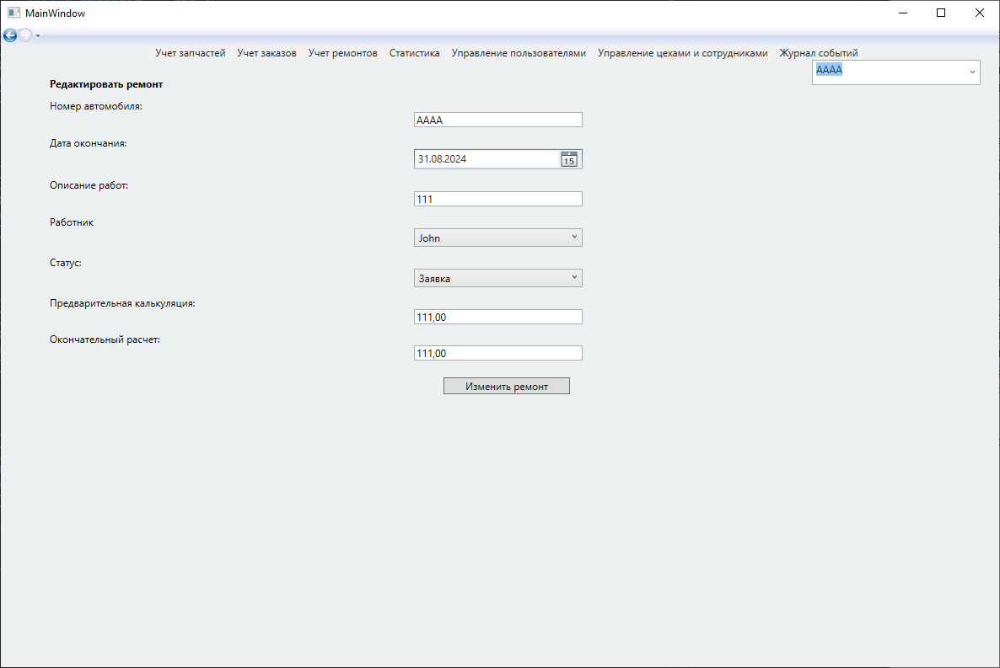 MainWindow
Учет запчастей Учет заказов Учет ремонтов Статистика Управление пользователями Управление цехами и сотрудниками Журнал событий
AAAA
Редактировать ремонт
Номер автомобиля:
AAAA
Дата окончания:
31.08.2024 15
Описание работ:
111
Работник
John
Статус:
Заявка
Предварительная калькуляция:
111,00
Окончательный расчет:
111,00
Изменить ремонт